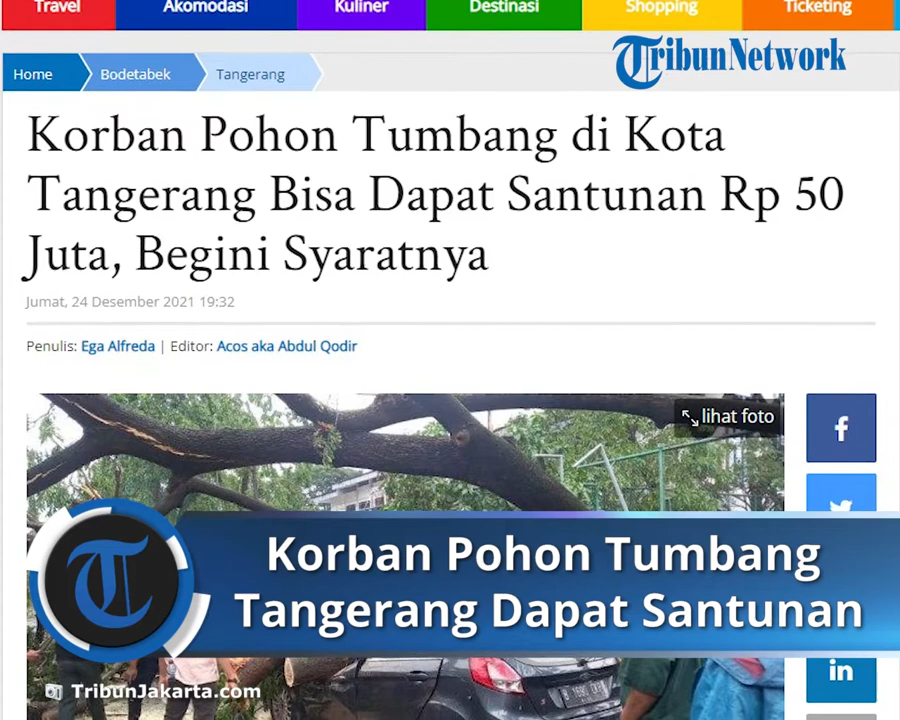 Travel Akomodasi Kuliner Destinasi Shopping Ticketing
TribunNetwork
Home Bodetabek Tangerang
Korban Pohon Tumbang di Kota
Tangerang Bisa Dapat Santunan Rp 50
Juta, Begini Syaratnya
Jumat, 24 Desember 2021 19:32
Penulis: Ega Alfreda | Editor: Acos aka Abdul Qodir
lihat foto
f
T
Korban Pohon Tumbang
Tangerang Dapat Santunan
in
TribunJakarta.com